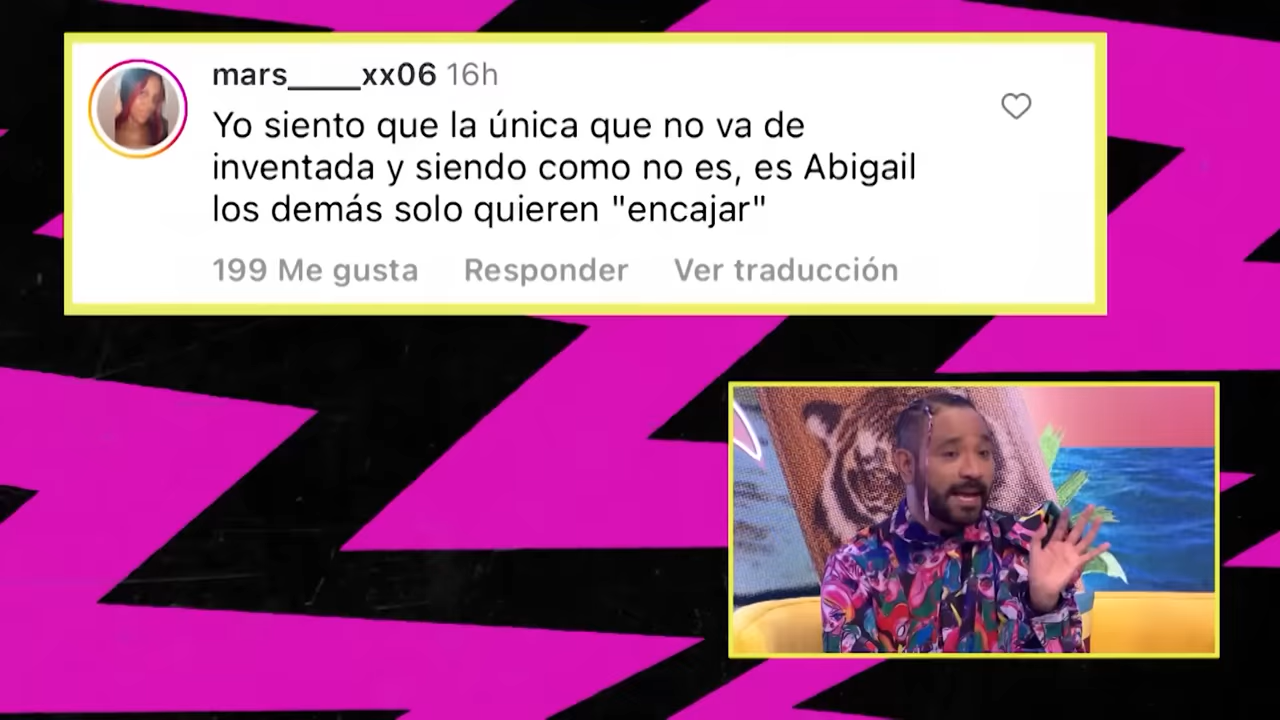 mars_____xx06 16h
Yo siento que la única que no va de
inventada y siendo como no es, es Abigail
los demás solo quieren "encajar"
199 Me gusta Responder Ver traducción